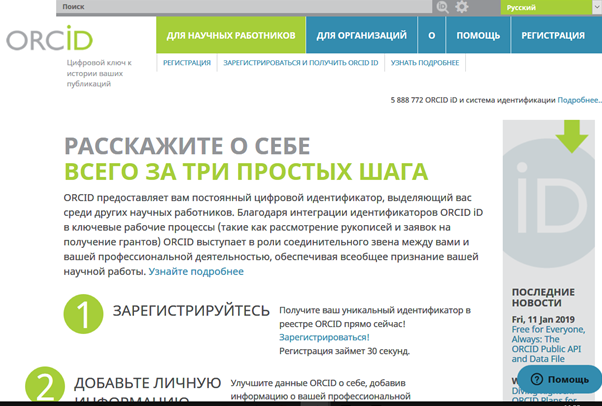 Поиск
Русский
ORCiD
ДЛЯ НАУЧНЫХ РАБОТНИКОВ
ДЛЯ ОРГАНИЗАЦИЙ
О
ПОМОЩЬ
РЕГИСТРАЦИЯ
Цифровой ключ к
истории ваших
публикаций
РЕГИСТРАЦИЯ
ЗАРЕГИСТРИРОВАТЬСЯ И ПОЛУЧИТЬ ORCID ID
УЗНАТЬ ПОДРОБНЕЕ
5 888 772 ORCID iD и система идентификации Подробнее..
РАССКАЖИТЕ О СЕБЕ
ВСЕГО ЗА ТРИ ПРОСТЫХ ШАГА
ORCID предоставляет вам постоянный цифровой идентификатор, выделяющий вас
среди других научных работников. Благодаря интеграции идентификаторов ORCID iD
в ключевые рабочие процессы (такие как рассмотрение рукописей и заявок на
получение грантов) ORCID выступает в роли соединительного звена между вами и
вашей профессиональной деятельностью, обеспечивая всеобщее признание вашей
научной работы. Узнайте подробнее
1
ЗАРЕГИСТРИРУЙТЕСЬ
Получите ваш уникальный идентификатор в
реестре ORCID прямо сейчас!
Зарегистрироваться!
Регистрация займет 30 секунд.
2
ДОБАВЬТЕ ЛИЧНУЮ
ИНФОРМАЦИЮ
Улучшите данные ORCID о себе, добавив
информацию о вашей профессиональной
iD
ПОСЛЕДНИЕ
НОВОСТИ
Fri, 11 Jan 2019
Free for Everyone,
Always: The
ORCID Public API
and Data File
ORCID Plans for
Помощь